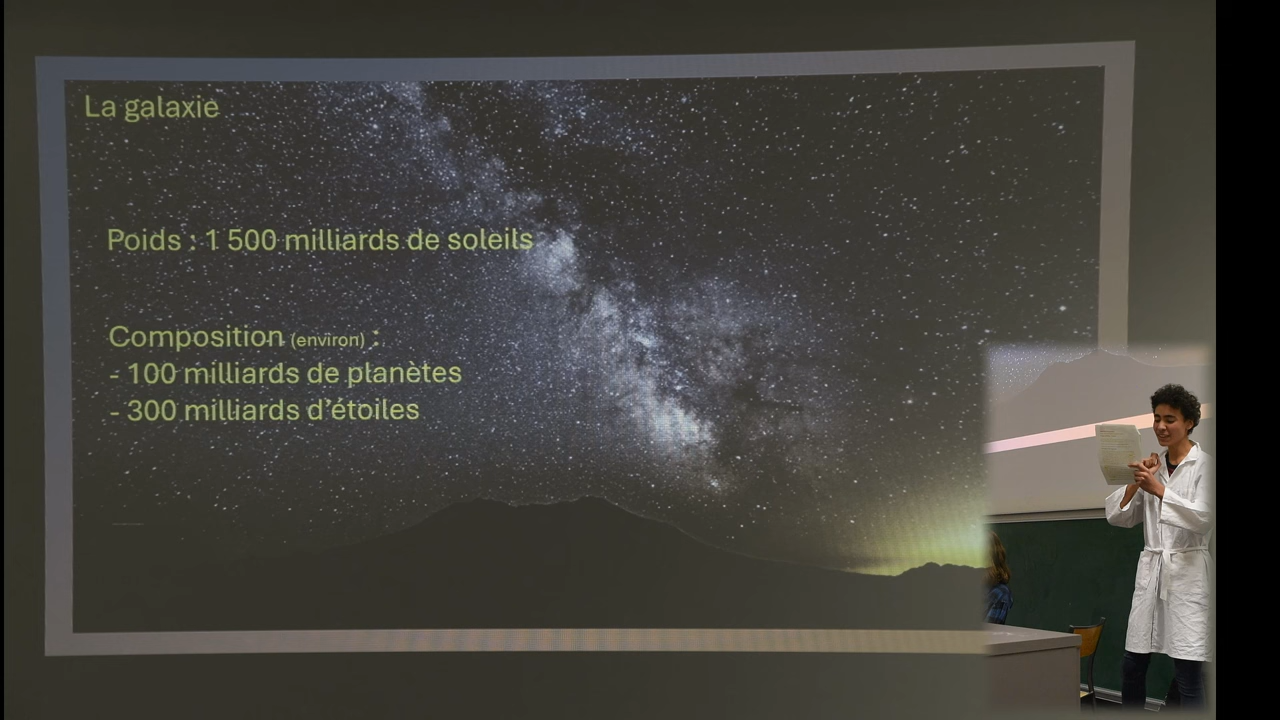 La galaxie
Poids : 1 500 milliards de soleils
Composition (environ) :
- 100 milliards de planètes
- 300 milliards d'étoiles